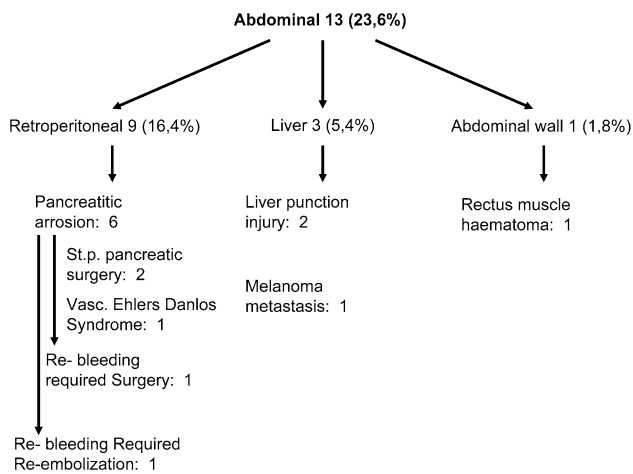 Abdominal 13 (23,6%)
Retroperitoneal 9 (16,4%)
Liver 3 (5,4%)
Abdominal wall 1 (1,8%)
Pancreatitic
arrosion: 6
St.p. pancreatic
surgery: 2
Vasc. Ehlers Danlos
Syndrome: 1
Re- bleeding
required Surgery: 1
Re- bleeding Required
Re-embolization: 1
Liver punction
injury: 2
Melanoma
metastasis: 1
Rectus muscle
haematoma: 1